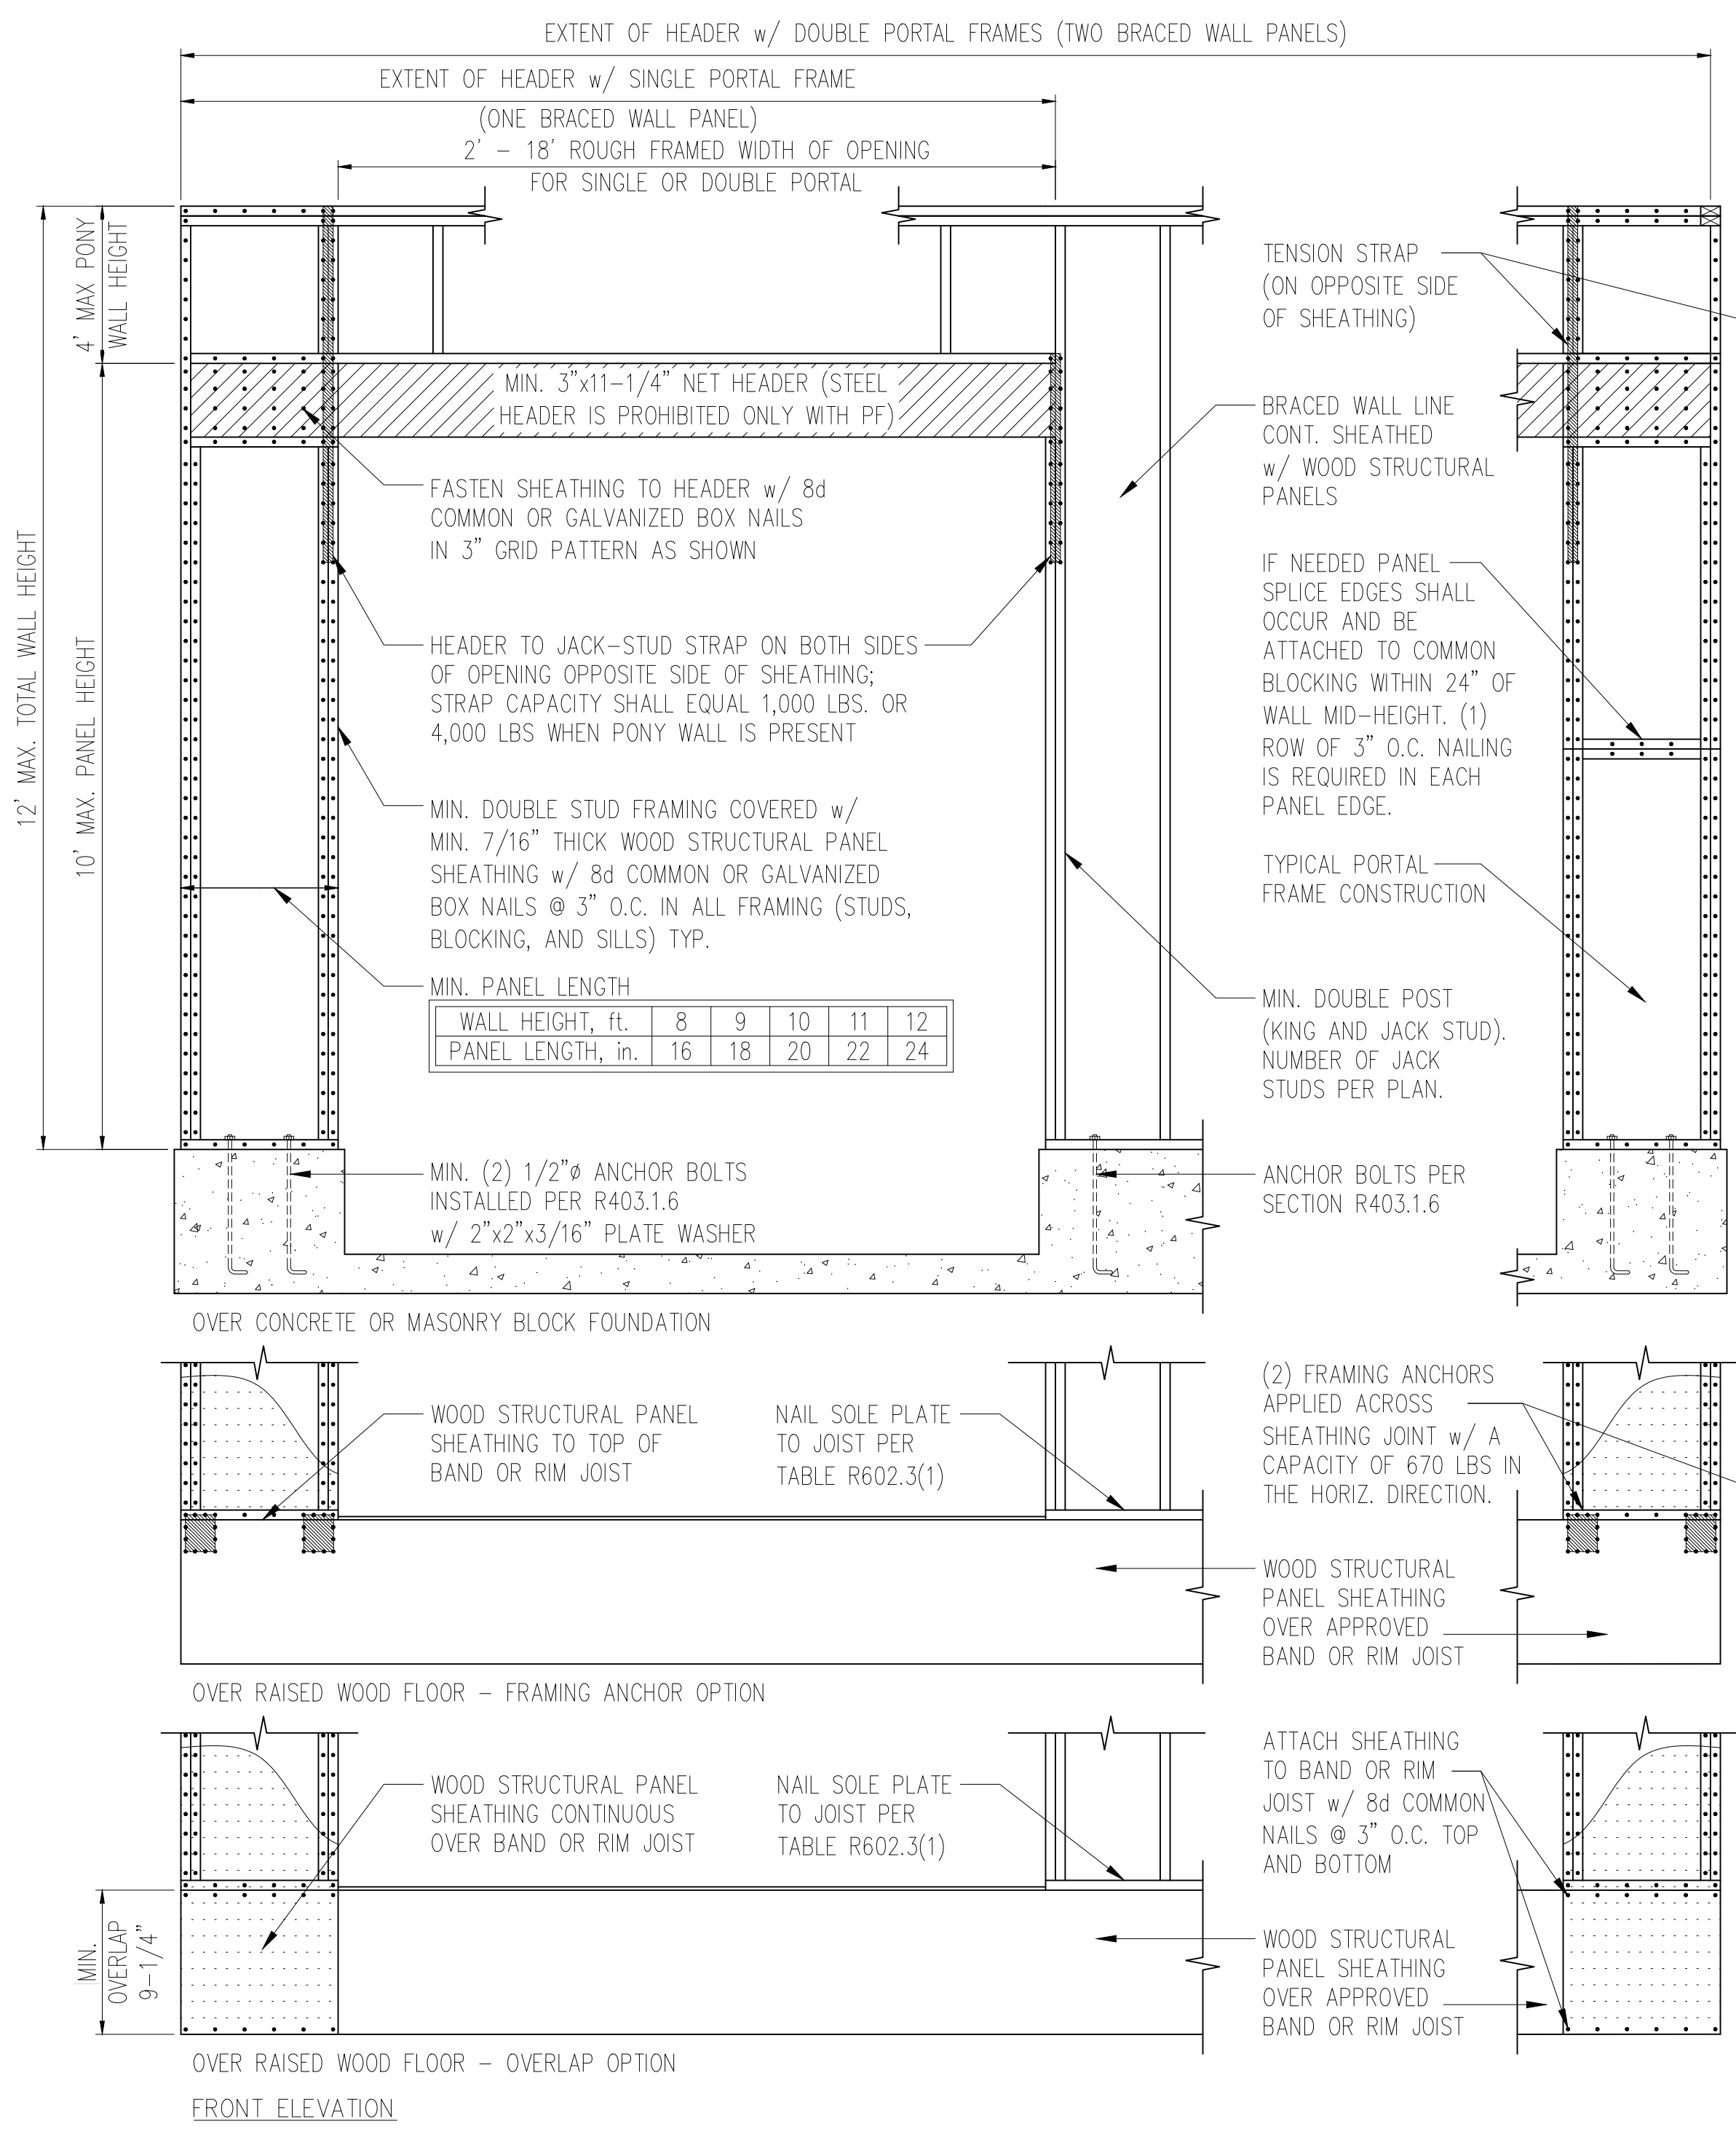 EXTENT OF HEADER w/ DOUBLE PORTAL FRAMES (TWO BRACED WALL PANELS)
EXTENT OF HEADER w/ SINGLE PORTAL FRAME
(ONE BRACED WALL PANEL)
2' - 18' ROUGH FRAMED WIDTH OF OPENING
FOR SINGLE OR DOUBLE PORTAL
12' MAX. TOTAL WALL HEIGHT
4' MAX PONY
WALL HEIGHT
10' MAX. PANEL HEIGHT
MIN. 3"x11-1/4" NET HEADER (STEEL
HEADER IS PROHIBITED ONLY WITH PF)
FASTEN SHEATHING TO HEADER w/ 8d
COMMON OR GALVANIZED BOX NAILS
IN 3" GRID PATTERN AS SHOWN
HEADER TO JACK-STUD STRAP ON BOTH SIDES
OF OPENING OPPOSITE SIDE OF SHEATHING;
STRAP CAPACITY SHALL EQUAL 1,000 LBS. OR
4,000 LBS WHEN PONY WALL IS PRESENT
MIN. DOUBLE STUD FRAMING COVERED w/
MIN. 7/16" THICK WOOD STRUCTURAL PANEL
SHEATHING w/ 8d COMMON OR GALVANIZED
BOX NAILS @ 3" O.C. IN ALL FRAMING (STUDS,
BLOCKING, AND SILLS) TYP.
MIN. PANEL LENGTH
WALL HEIGHT, ft. 8 9 10 11 12
PANEL LENGTH, in. 16 18 20 22 24
MIN. (2) 1/2"ø ANCHOR BOLTS
INSTALLED PER R403.1.6
w/ 2"x2"x3/16" PLATE WASHER
TENSION STRAP
(ON OPPOSITE SIDE
OF SHEATHING)
BRACED WALL LINE
CONT. SHEATHED
w/ WOOD STRUCTURAL
PANELS
IF NEEDED PANEL
SPLICE EDGES SHALL
OCCUR AND BE
ATTACHED TO COMMON
BLOCKING WITHIN 24" OF
WALL MID-HEIGHT. (1)
ROW OF 3" O.C. NAILING
IS REQUIRED IN EACH
PANEL EDGE.
TYPICAL PORTAL
FRAME CONSTRUCTION
MIN. DOUBLE POST
(KING AND JACK STUD).
NUMBER OF JACK
STUDS PER PLAN.
ANCHOR BOLTS PER
SECTION R403.1.6
OVER CONCRETE OR MASONRY BLOCK FOUNDATION
WOOD STRUCTURAL PANEL
SHEATHING TO TOP OF
BAND OR RIM JOIST
NAIL SOLE PLATE
TO JOIST PER
TABLE R602.3(1)
(2) FRAMING ANCHORS
APPLIED ACROSS
SHEATHING JOINT w/ A
CAPACITY OF 670 LBS IN
THE HORIZ. DIRECTION.
WOOD STRUCTURAL
PANEL SHEATHING
OVER APPROVED
BAND OR RIM JOIST
OVER RAISED WOOD FLOOR - FRAMING ANCHOR OPTION
WOOD STRUCTURAL PANEL
SHEATHING CONTINUOUS
OVER BAND OR RIM JOIST
NAIL SOLE PLATE
TO JOIST PER
TABLE R602.3(1)
ATTACH SHEATHING
TO BAND OR RIM
JOIST w/ 8d COMMON
NAILS @ 3" O.C. TOP
AND BOTTOM
MIN.
OVERLAP
9-1/4"
WOOD STRUCTURAL
PANEL SHEATHING
OVER APPROVED
BAND OR RIM JOIST
OVER RAISED WOOD FLOOR - OVERLAP OPTION
FRONT ELEVATION